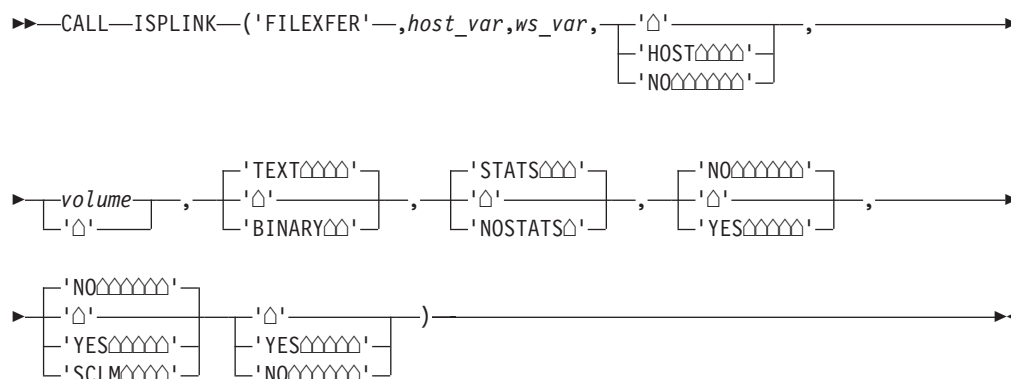 CALL ISPLINK ('FILEXFER' ,host_var,ws_var, '⌂' ,
'HOST⌂⌂⌂⌂'
'NO⌂⌂⌂⌂⌂⌂'
'TEXT⌂⌂⌂⌂' 'STATS⌂⌂⌂' 'NO⌂⌂⌂⌂⌂⌂'
volume , '⌂' , '⌂' , '⌂' ,
'⌂' 'BINARY⌂⌂' 'NOSTATS⌂' 'YES⌂⌂⌂⌂⌂'
'NO⌂⌂⌂⌂⌂⌂'
'⌂' '⌂' )
'YES⌂⌂⌂⌂⌂' 'YES⌂⌂⌂⌂⌂'
'SCLM⌂⌂⌂⌂' 'NO⌂⌂⌂⌂⌂⌂'